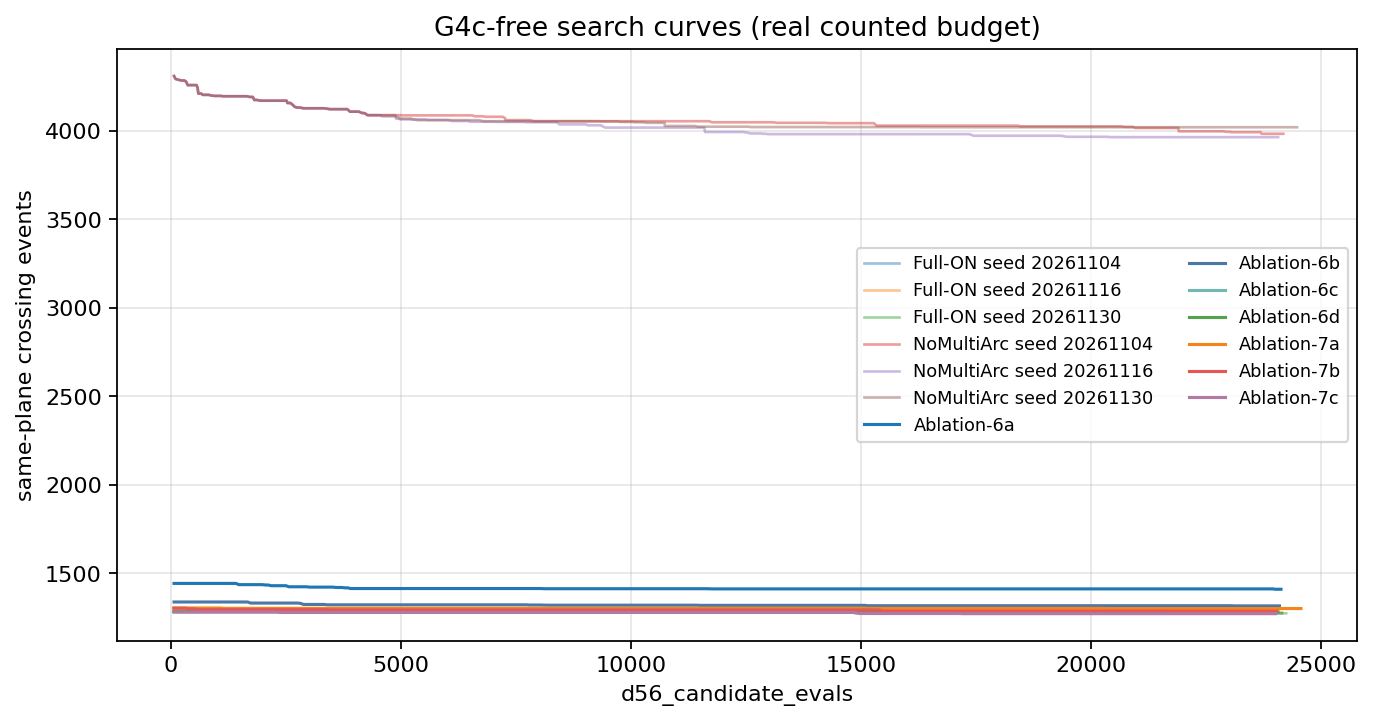 G4c-free search curves (real counted budget)
same-plane crossing events
4000
3500
3000
2500
2000
1500
Full-ON seed 20261104
Full-ON seed 20261116
Full-ON seed 20261130
NoMultiArc seed 20261104
NoMultiArc seed 20261116
NoMultiArc seed 20261130
Ablation-6a
Ablation-6b
Ablation-6c
Ablation-6d
Ablation-7a
Ablation-7b
Ablation-7c
0 5000 10000 15000 20000 25000
d56_candidate_evals